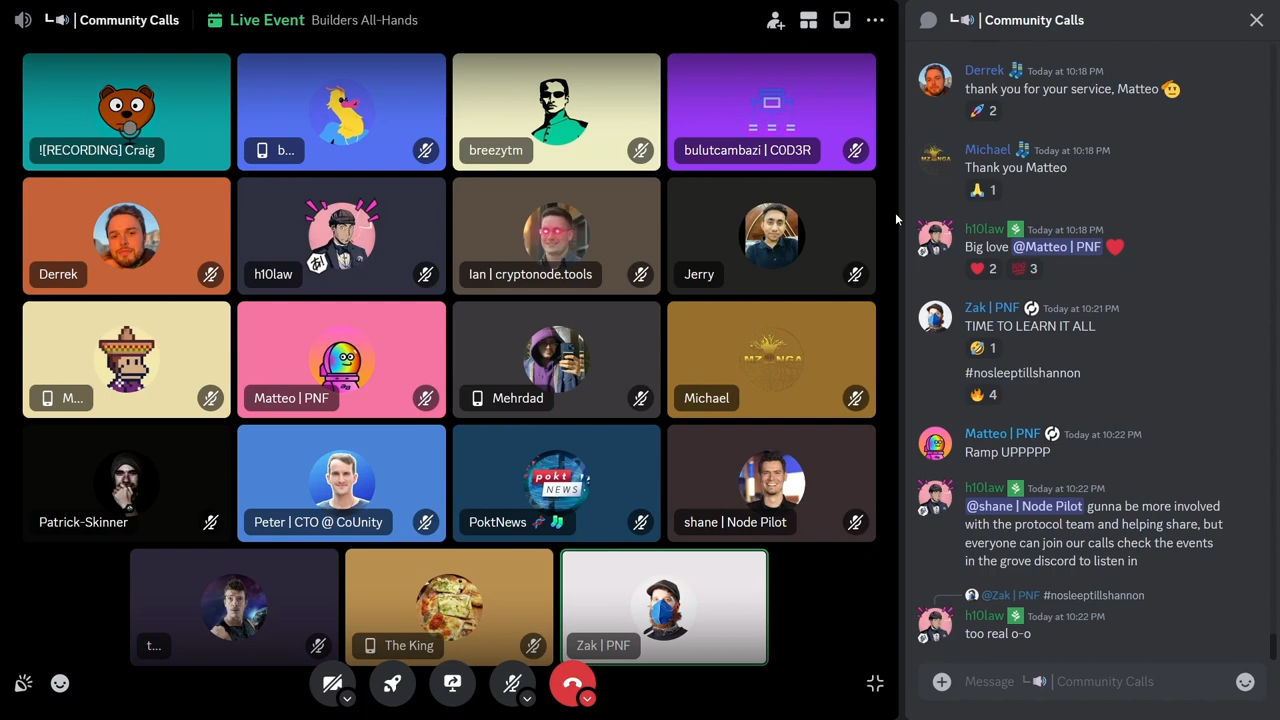 ┗🔊 | Community Calls
Live Event Builders All-Hands
![RECORDING] Craig
b...
breezytm
bulutcambazi | C0D3R
Derrek
h10law
Ian | cryptonode.tools
Jerry
M...
Matteo | PNF
Mehrdad
MZONGA
Michael
Patrick-Skinner
Peter | CTO @ CoUnity
pokt
NEWS
PoktNews 🧬 🧦
shane | Node Pilot
t...
The King
Zak | PNF
┗🔊 | Community Calls
Derrek Today at 10:18 PM
thank you for your service, Matteo 🫡
🚀 2
Michael Today at 10:18 PM
Thank you Matteo
🙏 1
h10law Today at 10:18 PM
Big love @Matteo | PNF ❤️
❤️ 2 💯 3
Zak | PNF Today at 10:21 PM
TIME TO LEARN IT ALL
🤣 1
#nosleeptillshannon
🔥 4
Matteo | PNF Today at 10:22 PM
Ramp UPPPPP
h10law Today at 10:22 PM
@shane | Node Pilot gunna be more involved
with the protocol team and helping share, but
everyone can join our calls check the events
in the grove discord to listen in
@Zak | PNF #nosleeptillshannon
h10law Today at 10:22 PM
too real o-o
Message ┗🔊 | Community Calls